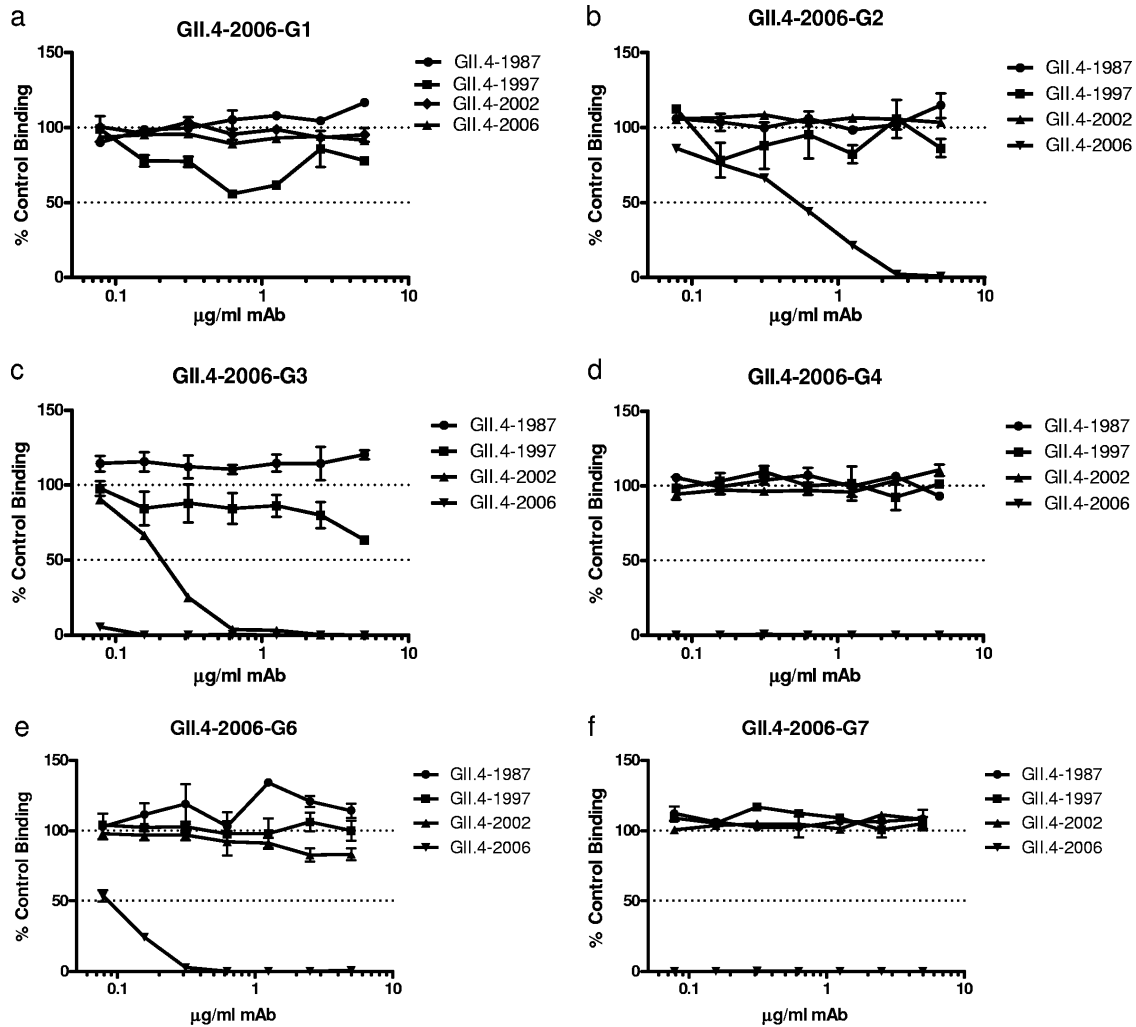 a
GII.4-2006-G1
150
100
50
0
% Control Binding
0.1 1 10
µg/ml mAb
GII.4-1987
GII.4-1997
GII.4-2002
GII.4-2006
b
GII.4-2006-G2
150
100
50
0
% Control Binding
0.1 1 10
µg/ml mAb
GII.4-1987
GII.4-1997
GII.4-2002
GII.4-2006
c
GII.4-2006-G3
150
100
50
0
% Control Binding
0.1 1 10
µg/ml mAb
GII.4-1987
GII.4-1997
GII.4-2002
GII.4-2006
d
GII.4-2006-G4
150
100
50
0
% Control Binding
0.1 1 10
µg/ml mAb
GII.4-1987
GII.4-1997
GII.4-2002
GII.4-2006
e
GII.4-2006-G6
150
100
50
0
% Control Binding
0.1 1 10
µg/ml mAb
GII.4-1987
GII.4-1997
GII.4-2002
GII.4-2006
f
GII.4-2006-G7
150
100
50
0
% Control Binding
0.1 1 10
µg/ml mAb
GII.4-1987
GII.4-1997
GII.4-2002
GII.4-2006